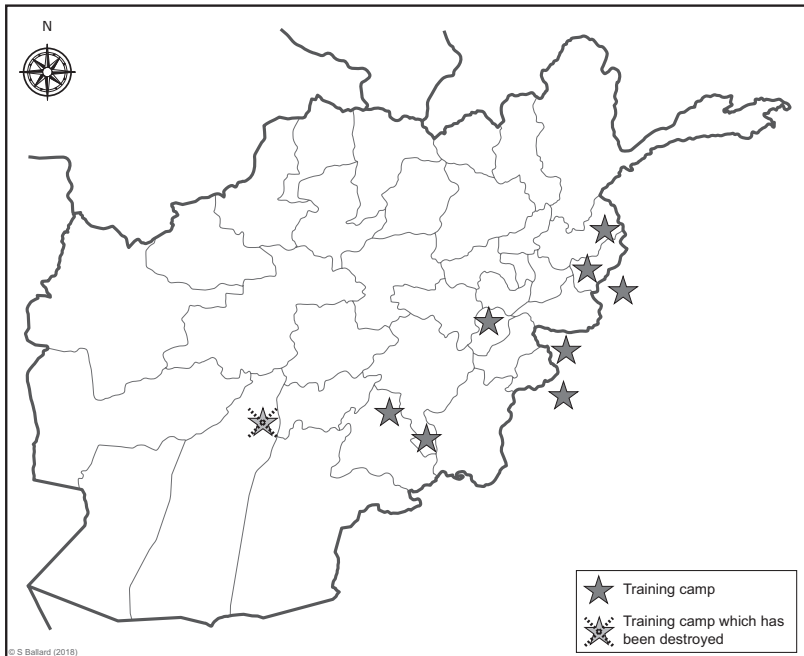 N
Training camp
Training camp which has
been destroyed
© S Ballard (2018)